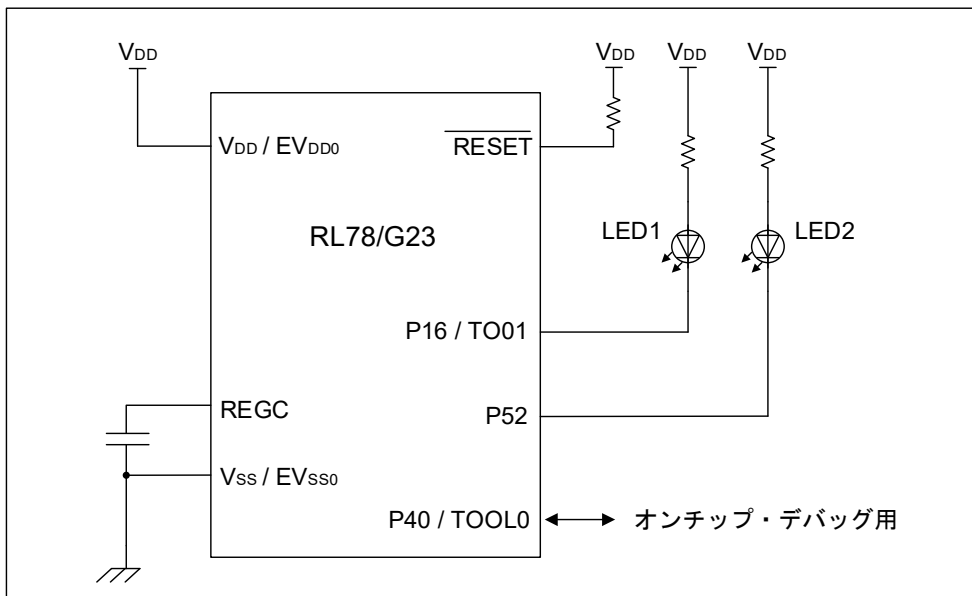 VDD
VDD
VDD
VDD
VDD / EVDD0
RESET
RL78/G23
LED1
LED2
P16 / TO01
REGC
P52
VSS / EVSS0
P40 / TOOL0
オンチップ・デバッグ用